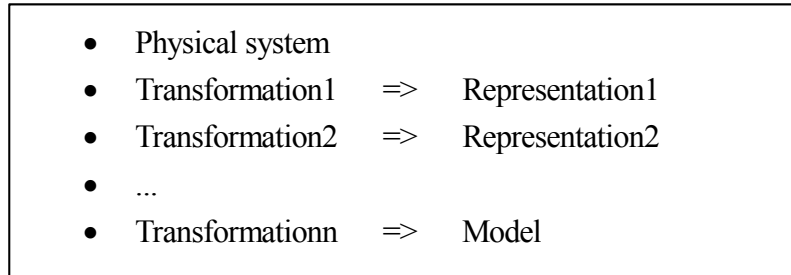 • Physical system
• Transformation1 => Representation1
• Transformation2 => Representation2
• ...
• Transformationn => Model